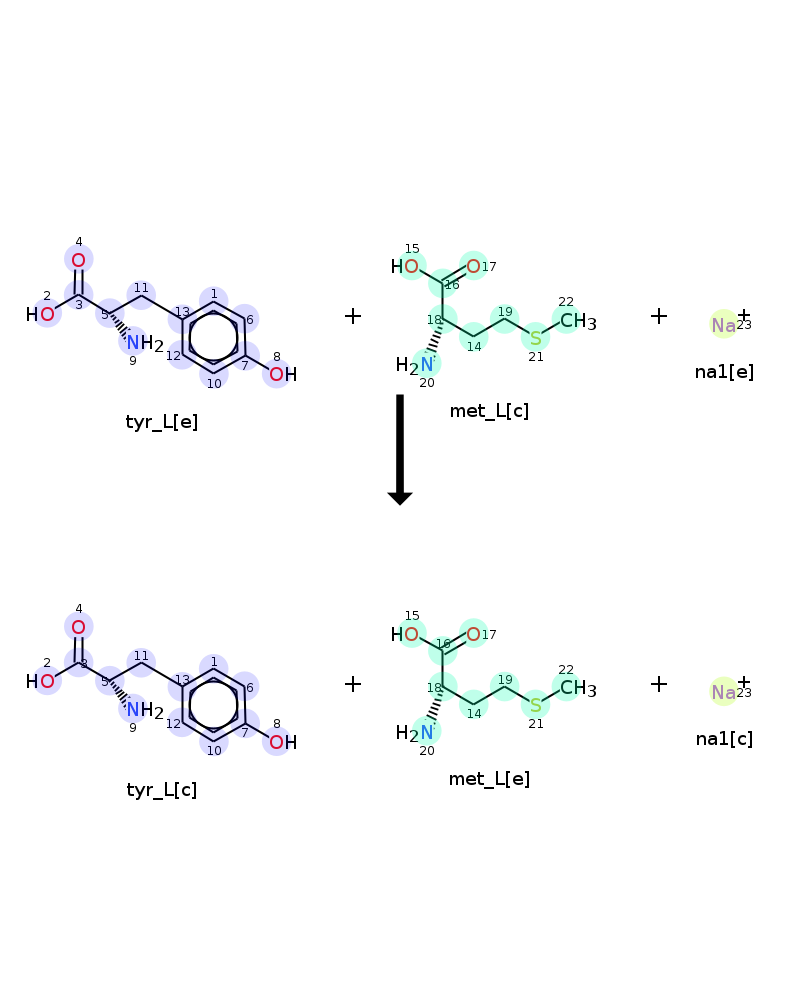 4
O
2
HO
3
5
11
NH2
9
13
1
6
12
7
8
OH
10
tyr_L[e]
+
15
HO
O 17
16
18
14
19
22
CH3
S
21
H2N
20
met_L[c]
+
Na+
23
na1[e]
4
O
2
HO
3
5
11
NH2
9
13
1
6
12
7
8
OH
10
tyr_L[c]
+
15
HO
O 17
16
18
14
19
22
CH3
S
21
H2N
20
met_L[e]
+
Na+
23
na1[c]